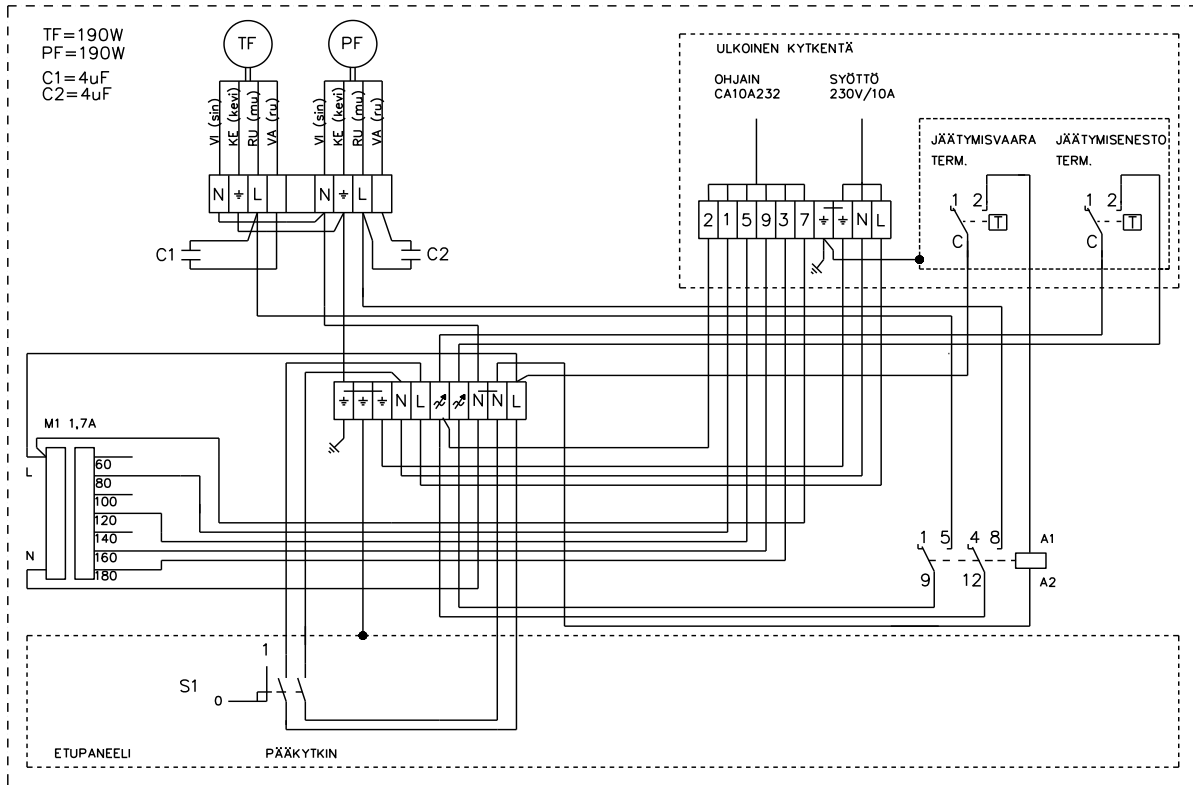 TF=190W
PF=190W
C1=4uF
C2=4uF
TF
PF
VI (sin)
KE (kevi)
RU (mu)
VA (ru)
VI (sin)
KE (kevi)
RU (mu)
VA (ru)
N L
N L
C1
C2
ULKOINEN KYTKENTÄ
OHJAIN
CA10A232
SYÖTTÖ
230V/10A
JÄÄTYMISVAARA
TERM.
JÄÄTYMISENESTO
TERM.
1 2
T
C
1 2
T
C
2 1 5 9 3 7 N L
N L N N L
M1 1,7A
L
N
60
80
100
120
140
160
180
1 5 4 8
9 12
A1
A2
S1
1
0
ETUPANEELI
PÄÄKYTKIN